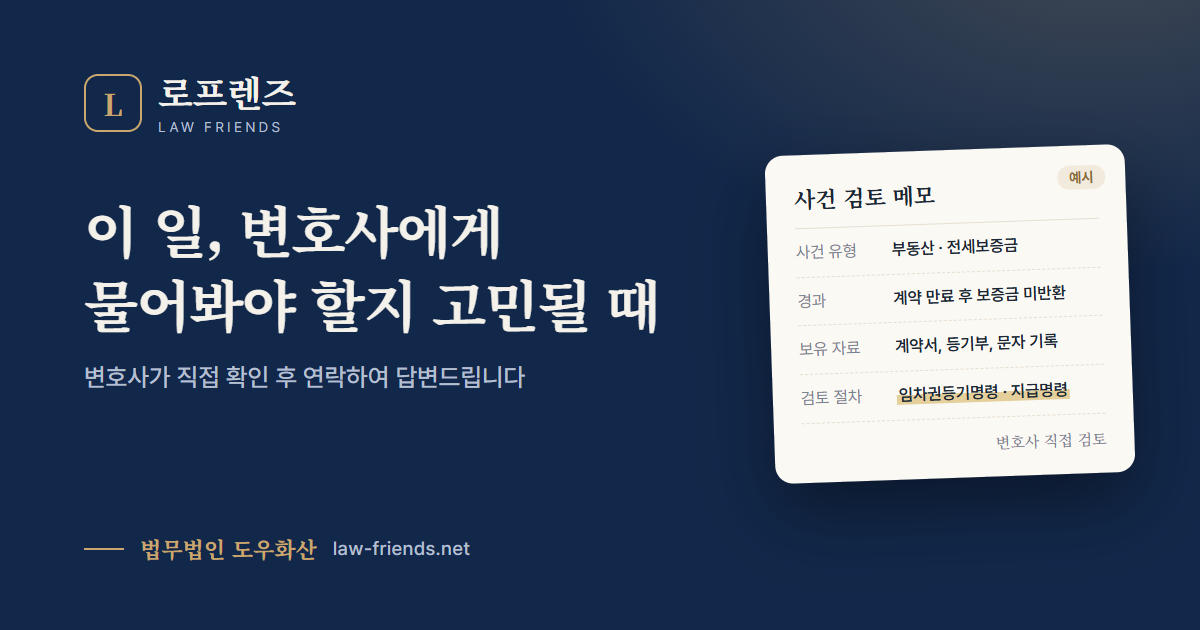 L
로프렌즈
LAW FRIENDS
이 일, 변호사에게
물어봐야 할지 고민될 때
변호사가 직접 확인 후 연락하여 답변드립니다
법무법인 도우화산 law-friends.net
예시
사건 검토 메모
사건 유형 부동산 · 전세보증금
경과 계약 만료 후 보증금 미반환
보유 자료 계약서, 등기부, 문자 기록
검토 절차 임차권등기명령 · 지급명령
변호사 직접 검토